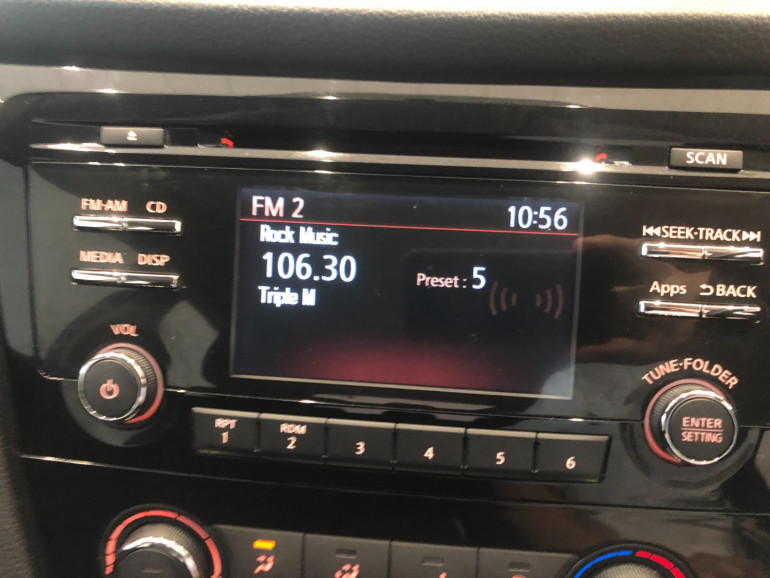 SCAN
FM·AM CD
MEDIA DISP
VOL
FM 2 10:56
Rock Music
106.30
Preset : 5
Triple M
SEEK·TRACK
Apps BACK
TUNE·FOLDER
ENTER
SETTING
RPT
1
RDM
2
3
4
5
6